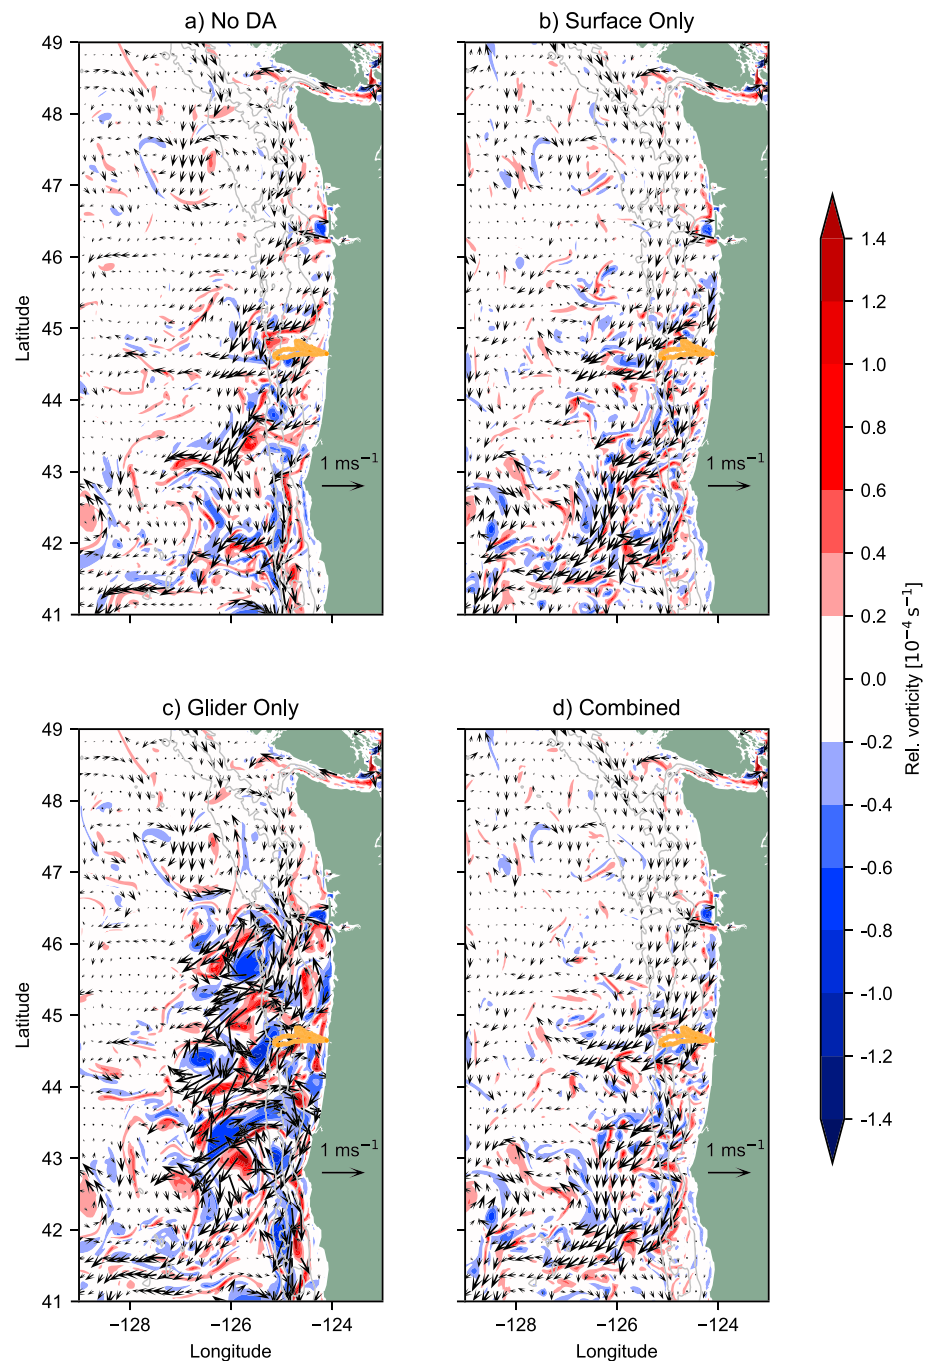 a) No DA
b) Surface Only
49
48
47
46
45
44
43
42
41
Latitude
1 ms⁻¹
1 ms⁻¹
1.4
1.2
1.0
0.8
0.6
0.4
0.2
0.0
-0.2
-0.4
-0.6
-0.8
-1.0
-1.2
-1.4
Rel. vorticity [10⁻⁴ s⁻¹]
c) Glider Only
d) Combined
49
48
47
46
45
44
43
42
41
Latitude
1 ms⁻¹
1 ms⁻¹
−128 −126 −124
−128 −126 −124
Longitude
Longitude